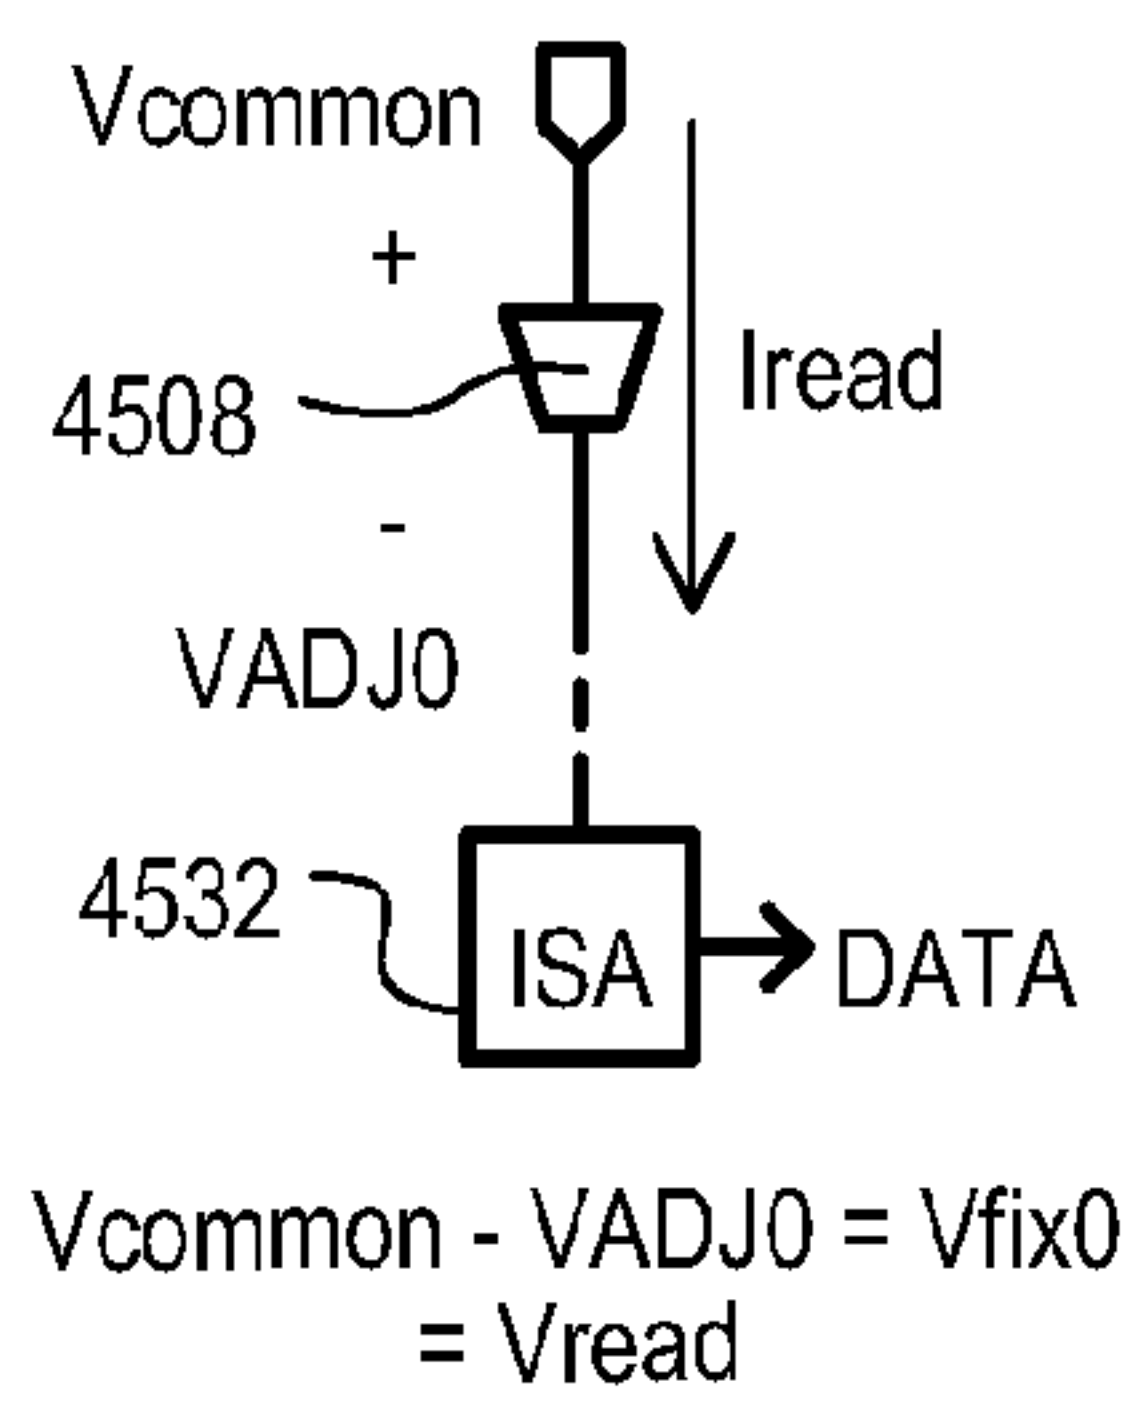 Vcommon
+
4508
Iread
-
VADJ0
4532
ISA
DATA
Vcommon - VADJ0 = Vfix0
= Vread